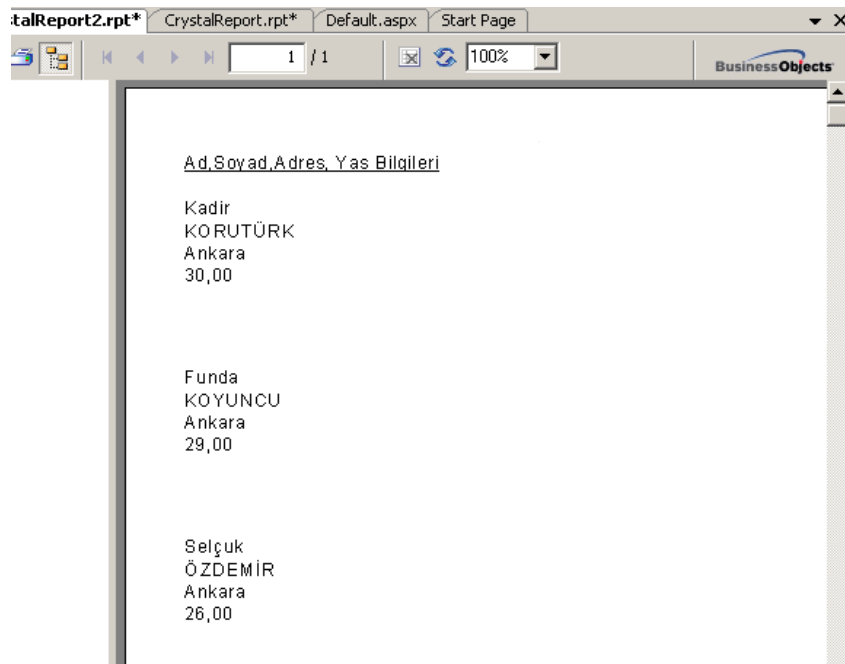 stalReport2.rpt* CrystalReport.rpt* Default.aspx Start Page
1 / 1 100% BusinessObjects
Ad,Soyad,Adres, Yas Bilgileri
Kadir
KORUTÜRK
Ankara
30,00
Funda
KOYUNCU
Ankara
29,00
Selçuk
ÖZDEMİR
Ankara
26,00